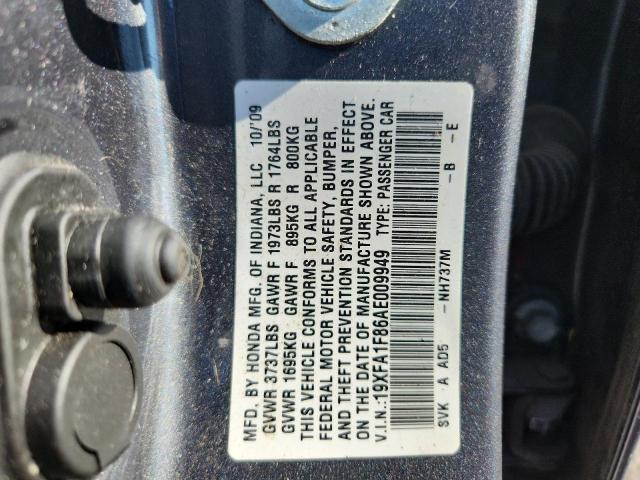 MFD. BY HONDA MFG. OF INDIANA, LLC 10/'09
GVWR 3737LBS GAWR F 1973LBS R 1764LBS
GVWR 1695KG GAWR F 895KG R 800KG
THIS VEHICLE CONFORMS TO ALL APPLICABLE
FEDERAL MOTOR VEHICLE SAFETY, BUMPER,
AND THEFT PREVENTION STANDARDS IN EFFECT
ON THE DATE OF MANUFACTURE SHOWN ABOVE.
V.I.N.:19XFA1F86AE009949 TYPE: PASSENGER CAR
SVK A AD5 -NH737M -B -E